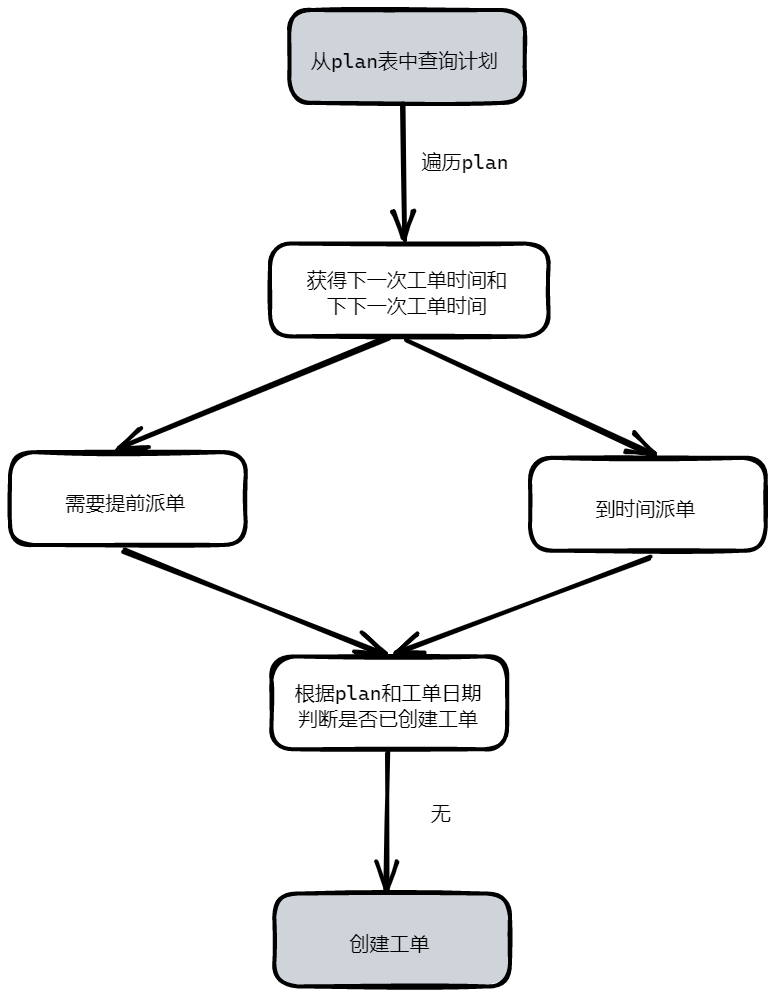 从plan表中查询计划
遍历plan
获得下一次工单时间和
下下一次工单时间
需要提前派单
到时间派单
根据plan和工单日期
判断是否已创建工单
无
创建工单